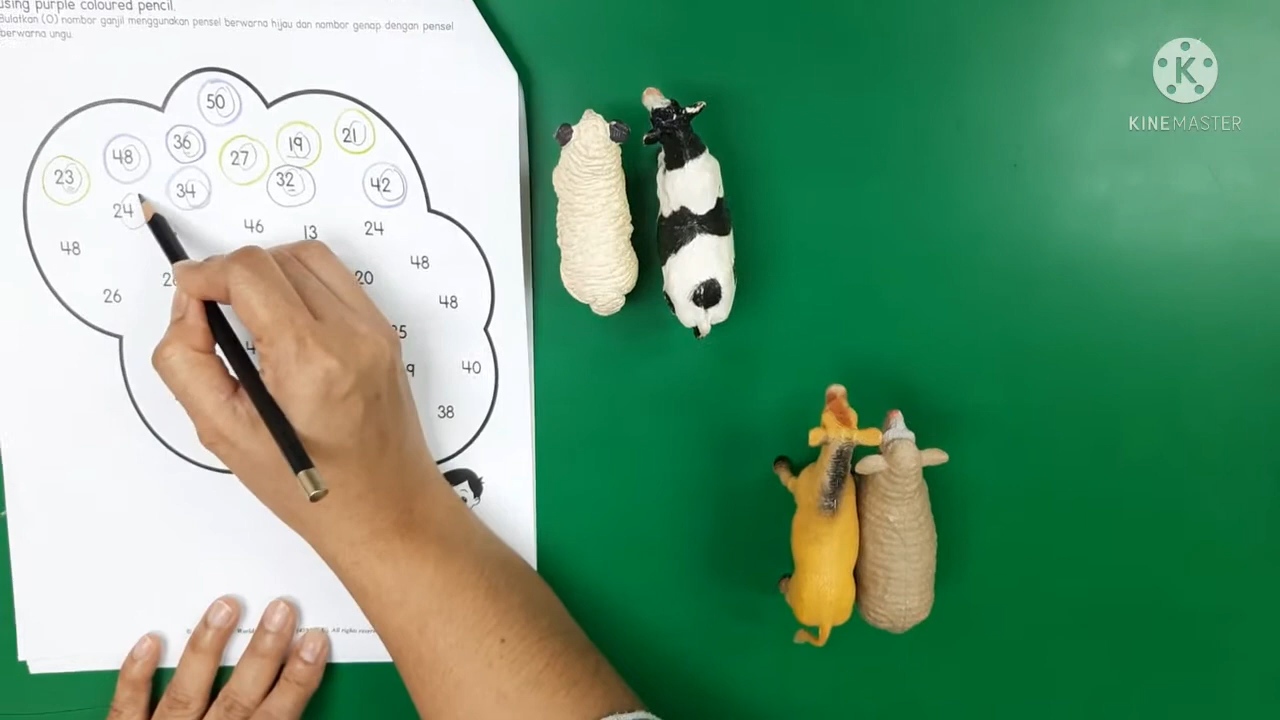 using purple coloured pencil.
Bulatkan (O) nombor ganjil menggunakan pensel berwarna hijau dan nombor genap dengan pensel
berwarna ungu.
50
36 19 21
48 27
23 34 32 42
24 46 13 24
48 48
26 20
48
40
38
All rights
K
KINEMASTER